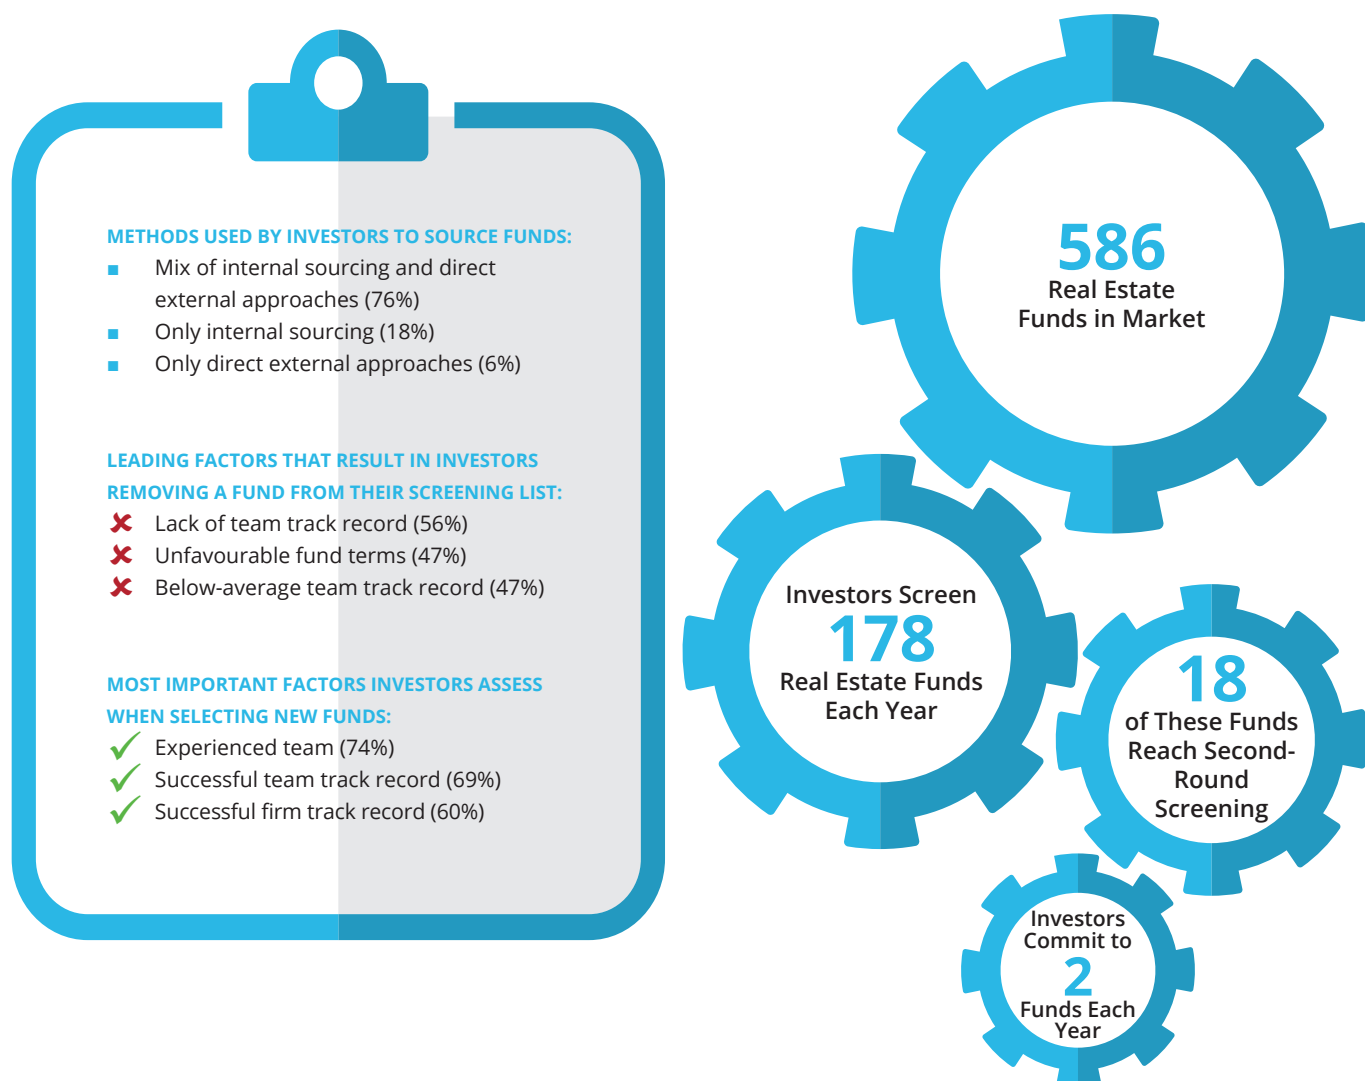 METHODS USED BY INVESTORS TO SOURCE FUNDS:
Mix of internal sourcing and direct
external approaches (76%)
Only internal sourcing (18%)
Only direct external approaches (6%)
LEADING FACTORS THAT RESULT IN INVESTORS
REMOVING A FUND FROM THEIR SCREENING LIST:
Lack of team track record (56%)
Unfavourable fund terms (47%)
Below-average team track record (47%)
MOST IMPORTANT FACTORS INVESTORS ASSESS
WHEN SELECTING NEW FUNDS:
Experienced team (74%)
Successful team track record (69%)
Successful firm track record (60%)
586
Real Estate
Funds in Market
Investors Screen
178
Real Estate Funds
Each Year
18
of These Funds
Reach Second-
Round
Screening
Investors
Commit to
2
Funds Each
Year